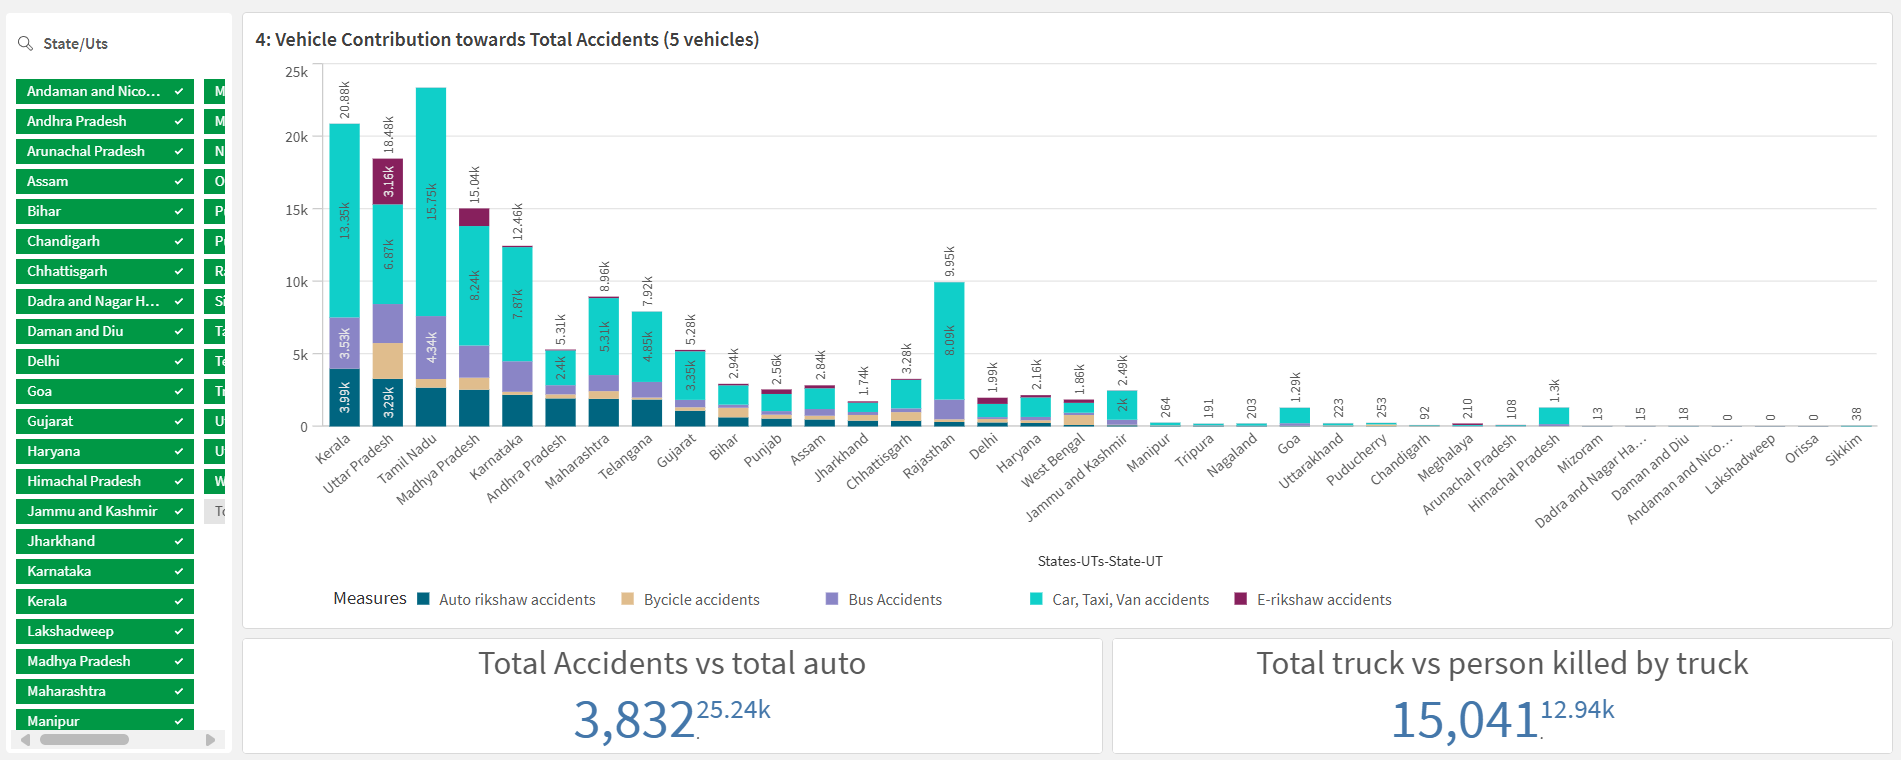 State/Uts
Andaman and Nico...
Andhra Pradesh
Arunachal Pradesh
Assam
Bihar
Chandigarh
Chhattisgarh
Dadra and Nagar H...
Daman and Diu
Delhi
Goa
Gujarat
Haryana
Himachal Pradesh
Jammu and Kashmir
Jharkhand
Karnataka
Kerala
Lakshadweep
Madhya Pradesh
Maharashtra
Manipur
4: Vehicle Contribution towards Total Accidents (5 vehicles)
25k
20k
15k
10k
5k
0
20.88k
13.35k
3.53k
3.99k
18.48k
3.16k
6.87k
3.29k
15.75k
4.34k
15.04k
8.24k
12.46k
7.87k
5.31k
2.4k
8.96k
5.31k
7.92k
4.85k
5.28k
3.35k
2.94k
2.56k
2.84k
1.74k
3.28k
9.95k
8.09k
1.99k
2.16k
1.86k
2.49k
2k
264
191
203
1.29k
223
253
92
210
108
1.3k
13
15
18
0
0
0
38
Kerala
Uttar Pradesh
Tamil Nadu
Madhya Pradesh
Karnataka
Andhra Pradesh
Maharashtra
Telangana
Gujarat
Bihar
Punjab
Assam
Jharkhand
Chhattisgarh
Rajasthan
Delhi
Haryana
West Bengal
Jammu and Kashmir
Manipur
Tripura
Nagaland
Goa
Uttarakhand
Puducherry
Chandigarh
Meghalaya
Arunachal Pradesh
Himachal Pradesh
Mizoram
Dadra and Nagar Ha...
Daman and Diu
Andaman and Nico...
Lakshadweep
Orissa
Sikkim
States-UTs-State-UT
Measures Auto rikshaw accidents Bycicle accidents Bus Accidents Car, Taxi, Van accidents E-rikshaw accidents
Total Accidents vs total auto
3,832 25.24k .
Total truck vs person killed by truck
15,041 12.94k .